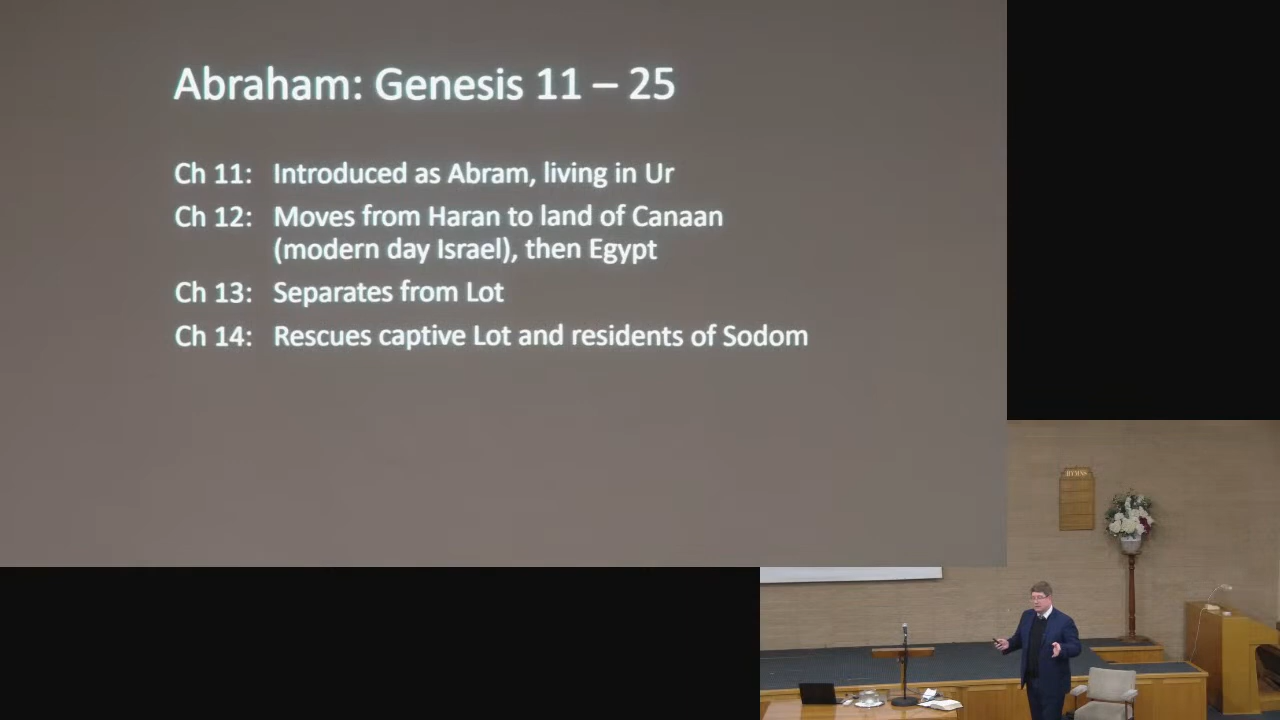 Abraham: Genesis 11 – 25
Ch 11: Introduced as Abram, living in Ur
Ch 12: Moves from Haran to land of Canaan
(modern day Israel), then Egypt
Ch 13: Separates from Lot
Ch 14: Rescues captive Lot and residents of Sodom
HYMNS